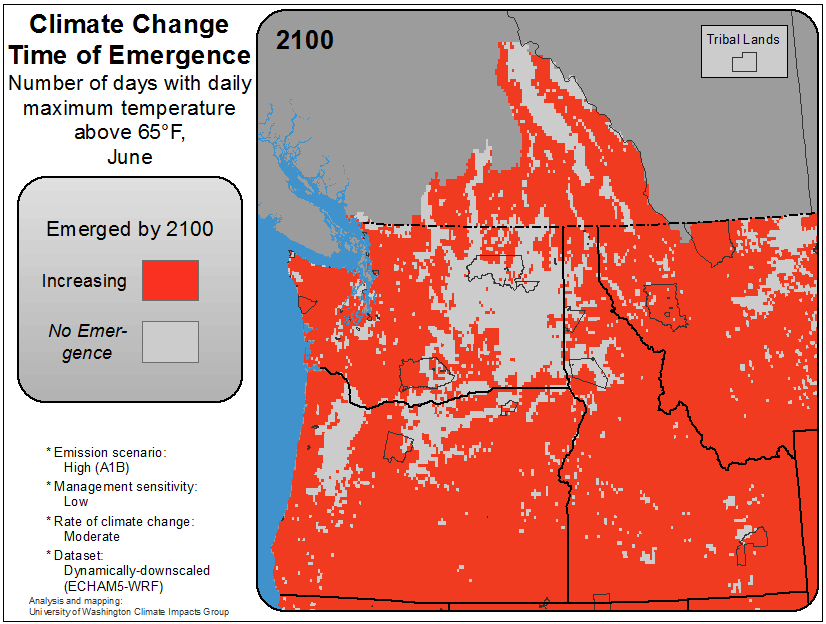 Climate Change
Time of Emergence
Number of days with daily
maximum temperature
above 65°F,
June
2100
Tribal Lands
Emerged by 2100
Increasing
No Emer-
gence
* Emission scenario:
High (A1B)
* Management sensitivity:
Low
* Rate of climate change:
Moderate
* Dataset:
Dynamically-downscaled
(ECHAM5-WRF)
Analysis and mapping:
University of Washington Climate Impacts Group